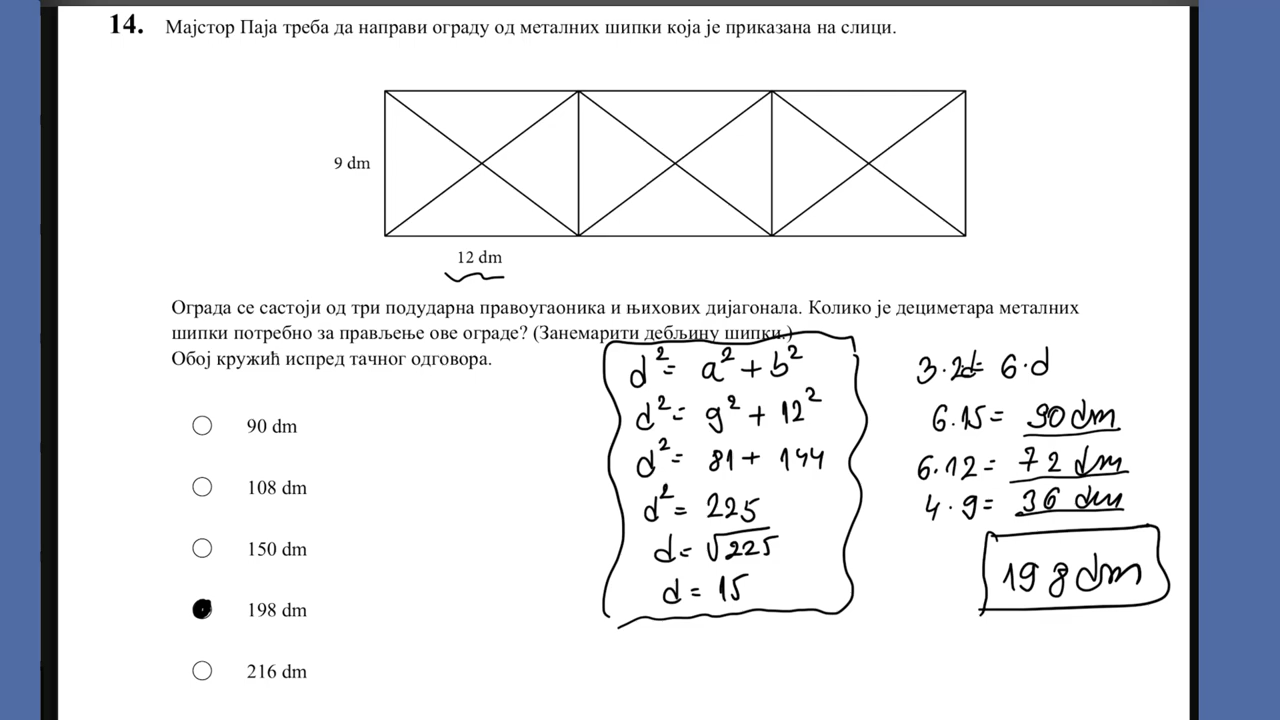 14. Мајстор Паја треба да направи ограду од металних шипки која је приказана на слици.
9 dm
12 dm
Ограда се састоји од три подударна правоугаоника и њихових дијагонала. Колико је дециметара металних
шипки потребно за прављење ове ограде? (Занемарити дебљину шипки.)
Обој кружић испред тачног одговора.
90 dm
108 dm
150 dm
198 dm
216 dm
d² = a² + b²
d² = 9² + 12²
d² = 81 + 144
d² = 225
d = √225
d = 15
3 · 2d = 6 · d
6 · 15 = 90 dm
6 · 12 = 72 dm
4 · 9 = 36 dm
198 dm